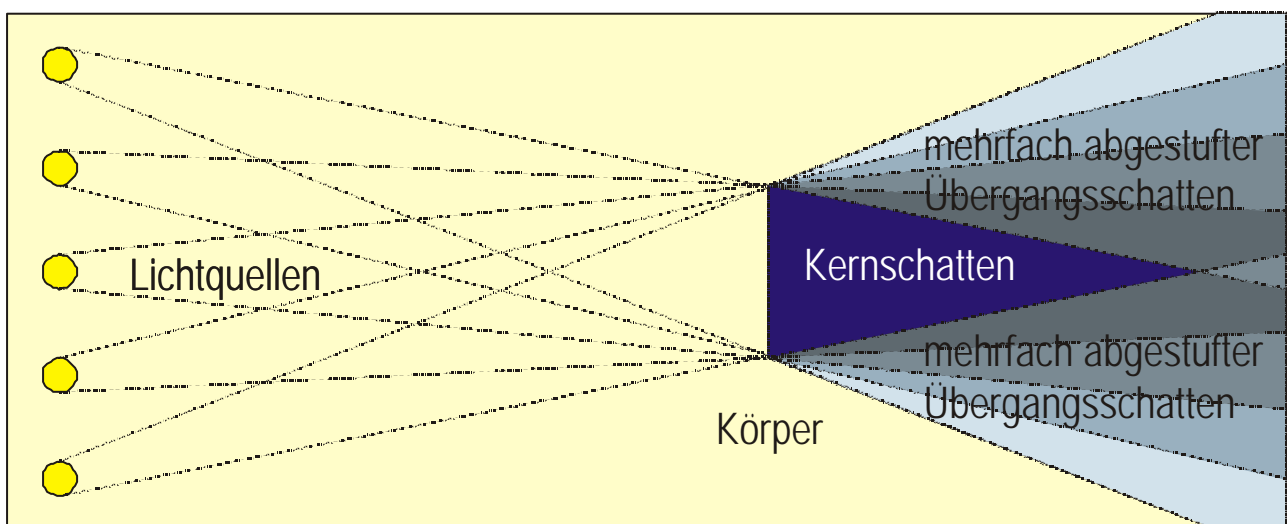 mehrfach abgestufter
Übergangsschatten
Lichtquellen
Kernschatten
mehrfach abgestufter
Übergangsschatten
Körper